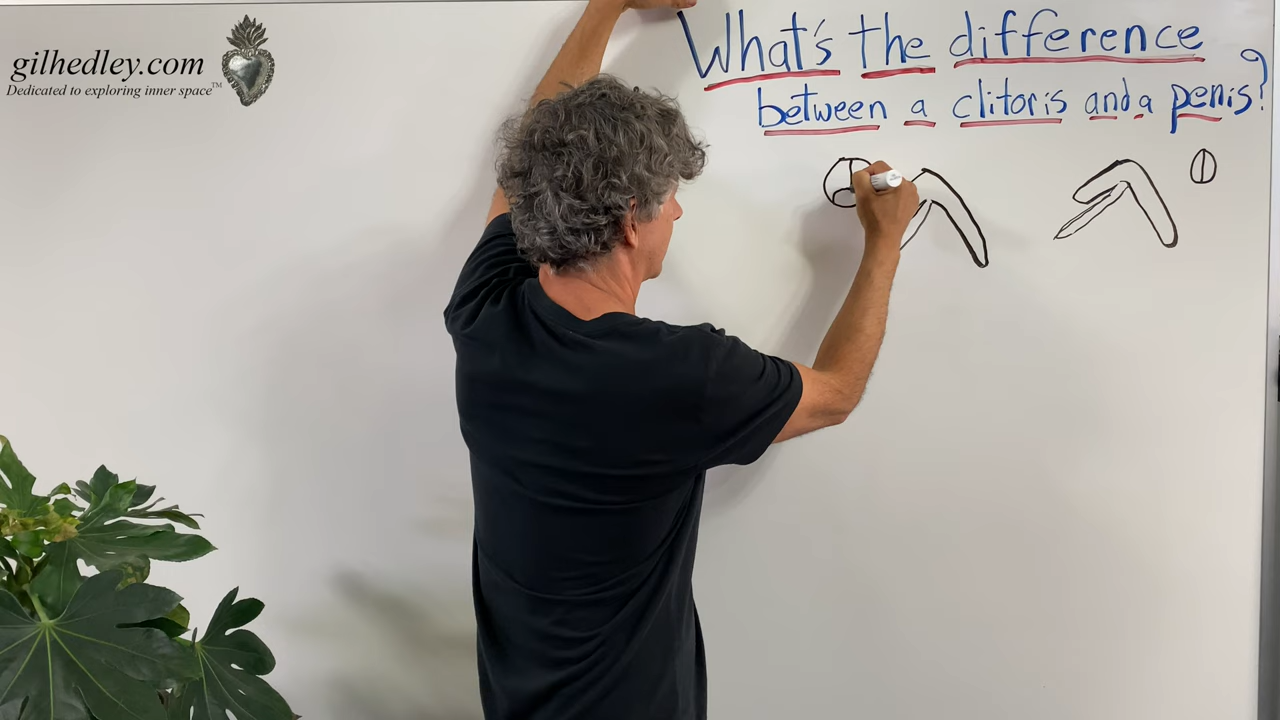 gilhedley.com
Dedicated to exploring inner space™
What's the difference
between a clitoris and a penis?